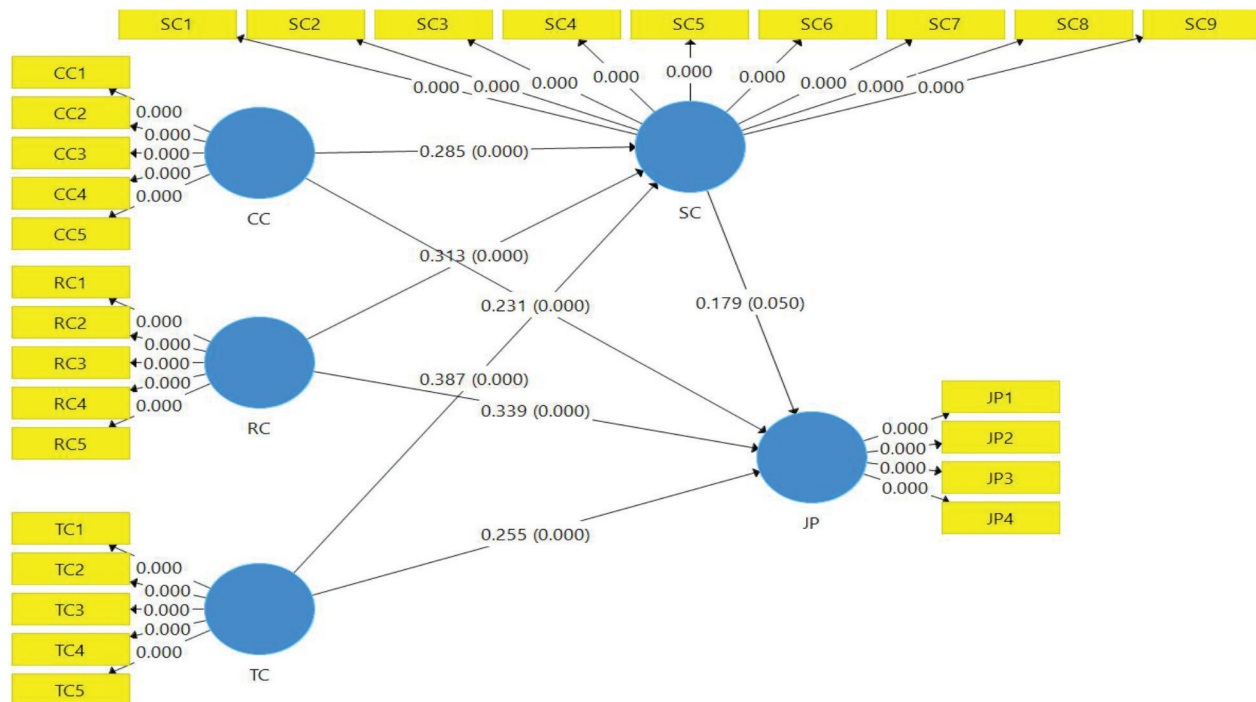 SC1 SC2 SC3 SC4 SC5 SC6 SC7 SC8 SC9
0.000 0.000 0.000 0.000 0.000 0.000 0.000 0.000 0.000
SC
CC1
CC2
CC3
CC4
CC5
0.000
0.000
0.000
0.000
0.000
CC
0.285 (0.000)
0.313 (0.000)
0.231 (0.000)
0.179 (0.050)
RC1
RC2
RC3
RC4
RC5
0.000
0.000
0.000
0.000
0.000
RC
0.387 (0.000)
0.339 (0.000)
JP1
JP2
JP3
JP4
0.000
0.000
0.000
0.000
JP
TC1
TC2
TC3
TC4
TC5
0.000
0.000
0.000
0.000
0.000
TC
0.255 (0.000)